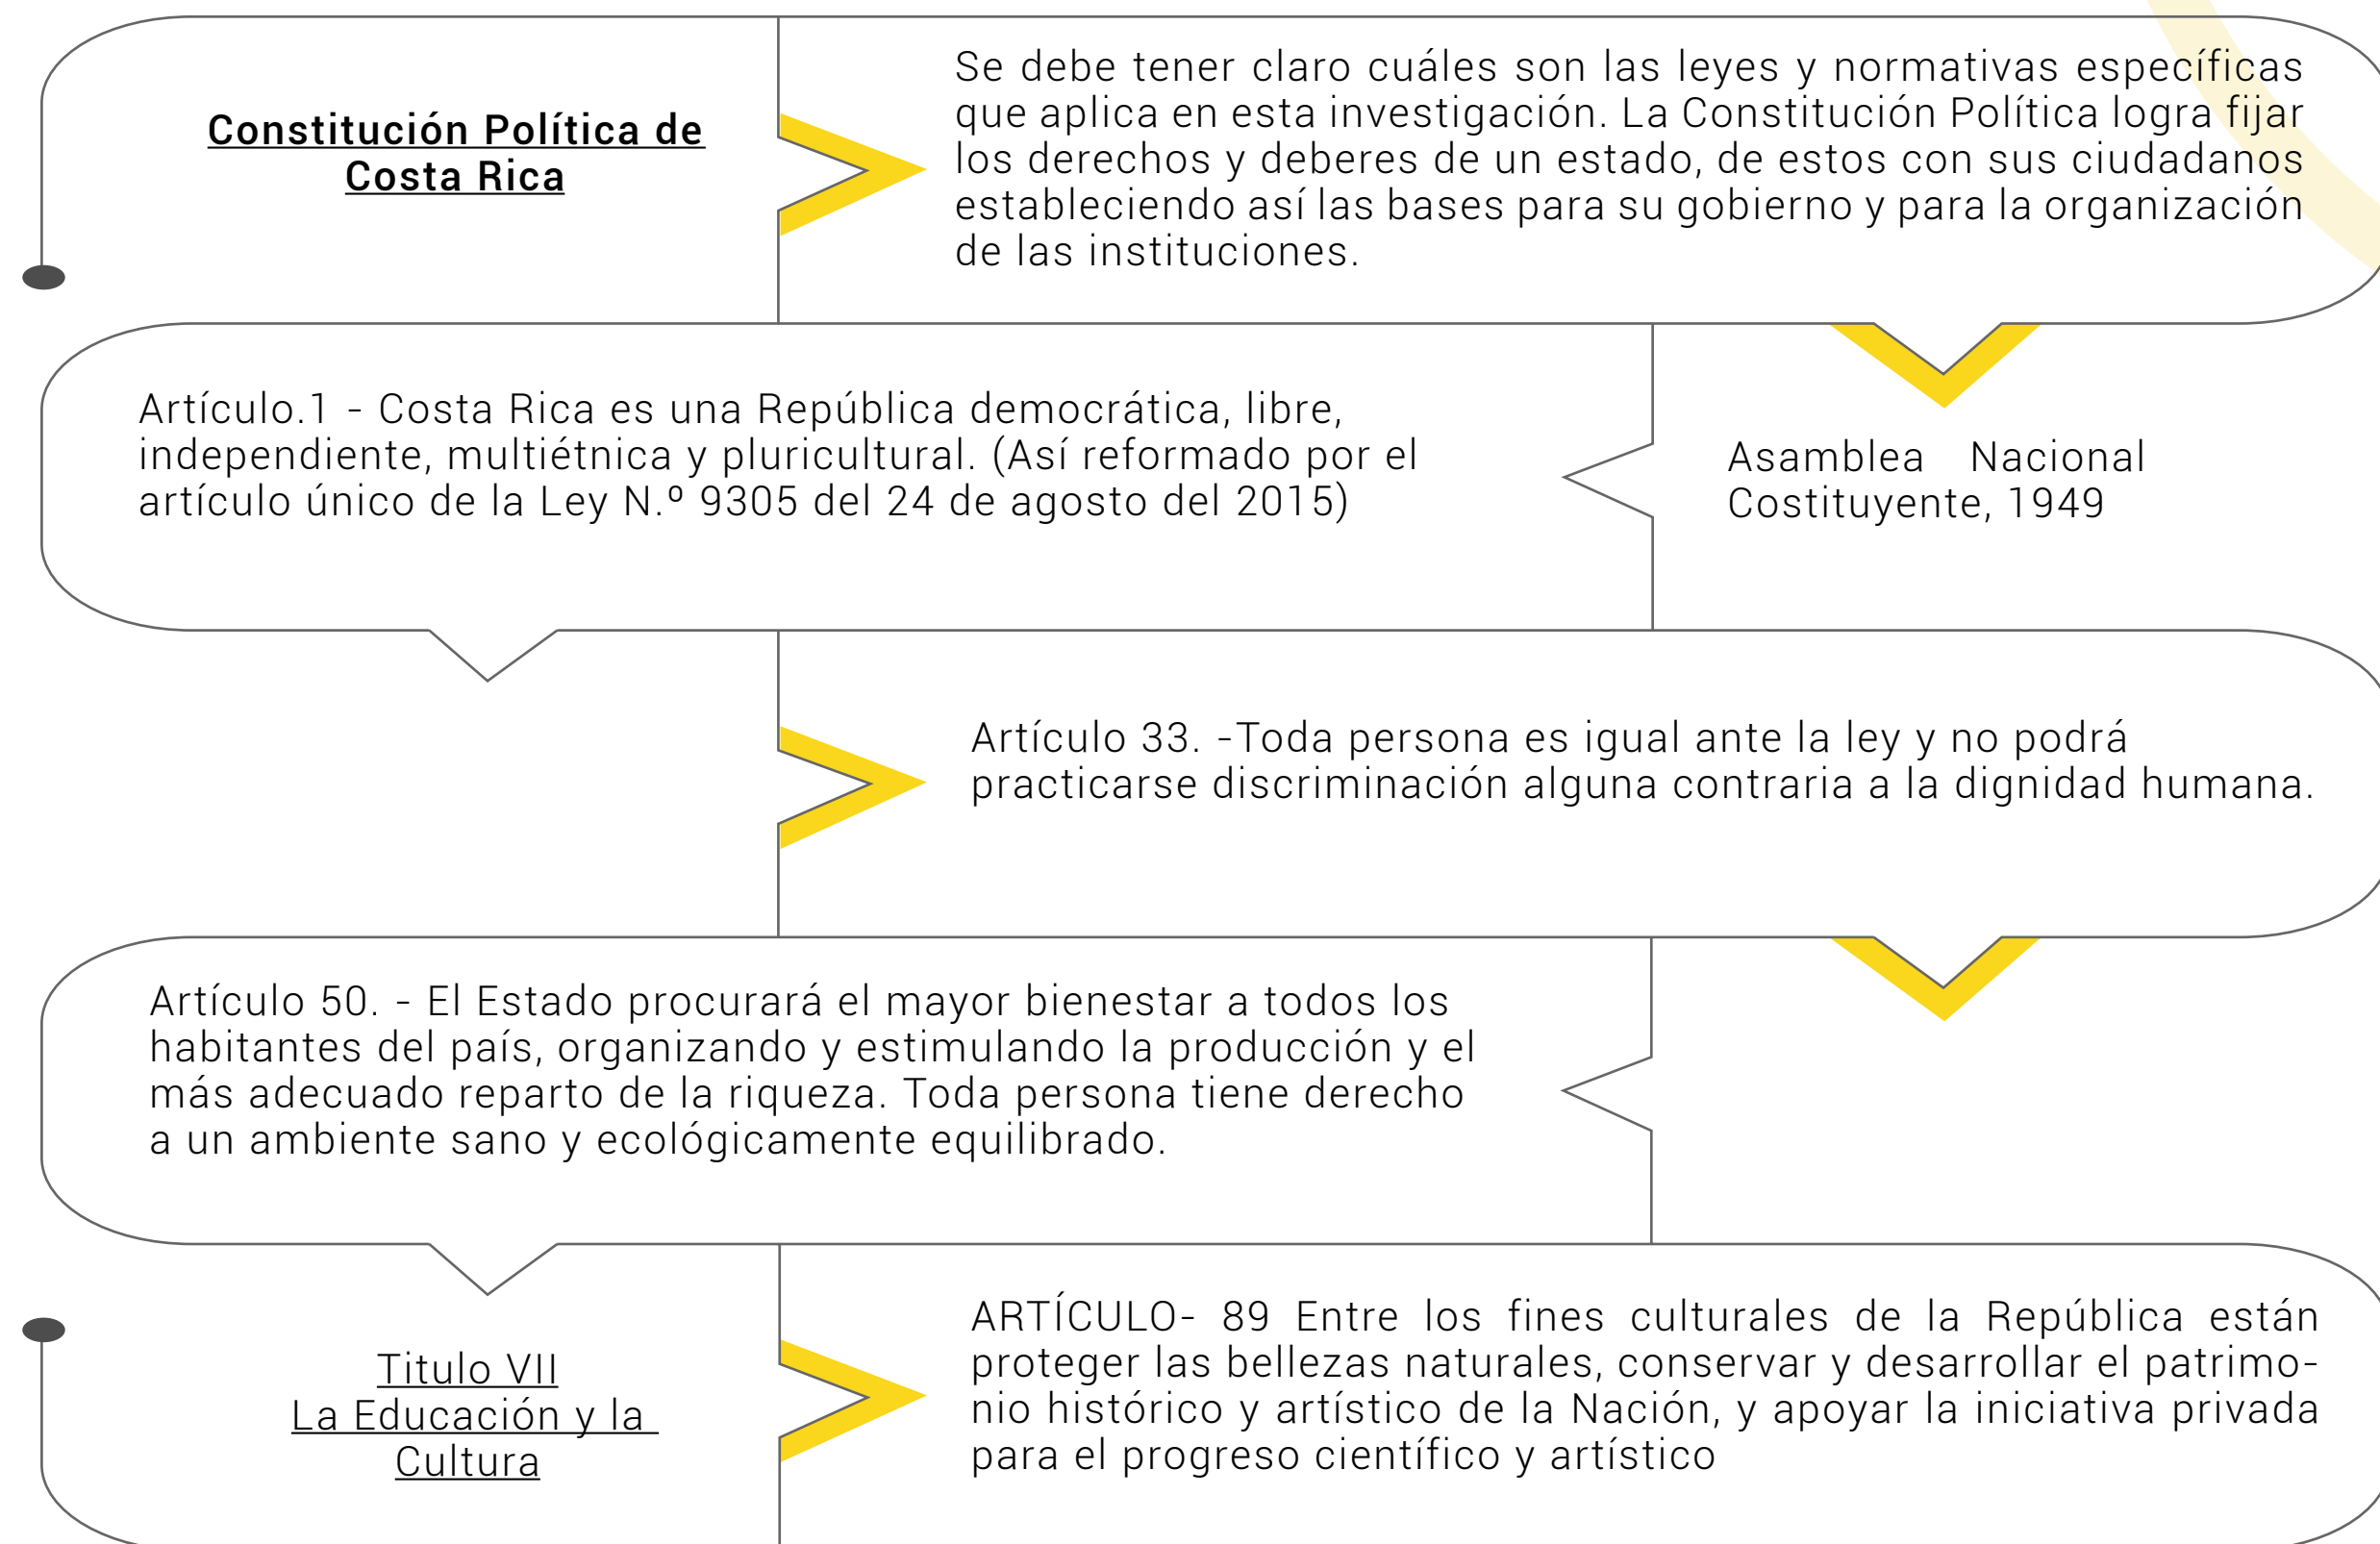 Constitución Política de
Costa Rica
Se debe tener claro cuáles son las leyes y normativas específicas
que aplica en esta investigación. La Constitución Política logra fijar
los derechos y deberes de un estado, de estos con sus ciudadanos
estableciendo así las bases para su gobierno y para la organización
de las instituciones.
Asamblea Nacional
Costituyente, 1949
Artículo.1 - Costa Rica es una República democrática, libre,
independiente, multiétnica y pluricultural. (Así reformado por el
artículo único de la Ley N.º 9305 del 24 de agosto del 2015)
Artículo 33. -Toda persona es igual ante la ley y no podrá
practicarse discriminación alguna contraria a la dignidad humana.
Artículo 50. - El Estado procurará el mayor bienestar a todos los
habitantes del país, organizando y estimulando la producción y el
más adecuado reparto de la riqueza. Toda persona tiene derecho
a un ambiente sano y ecológicamente equilibrado.
Titulo VII
La Educación y la
Cultura
ARTÍCULO- 89 Entre los fines culturales de la República están
proteger las bellezas naturales, conservar y desarrollar el patrimo-
nio histórico y artístico de la Nación, y apoyar la iniciativa privada
para el progreso científico y artístico